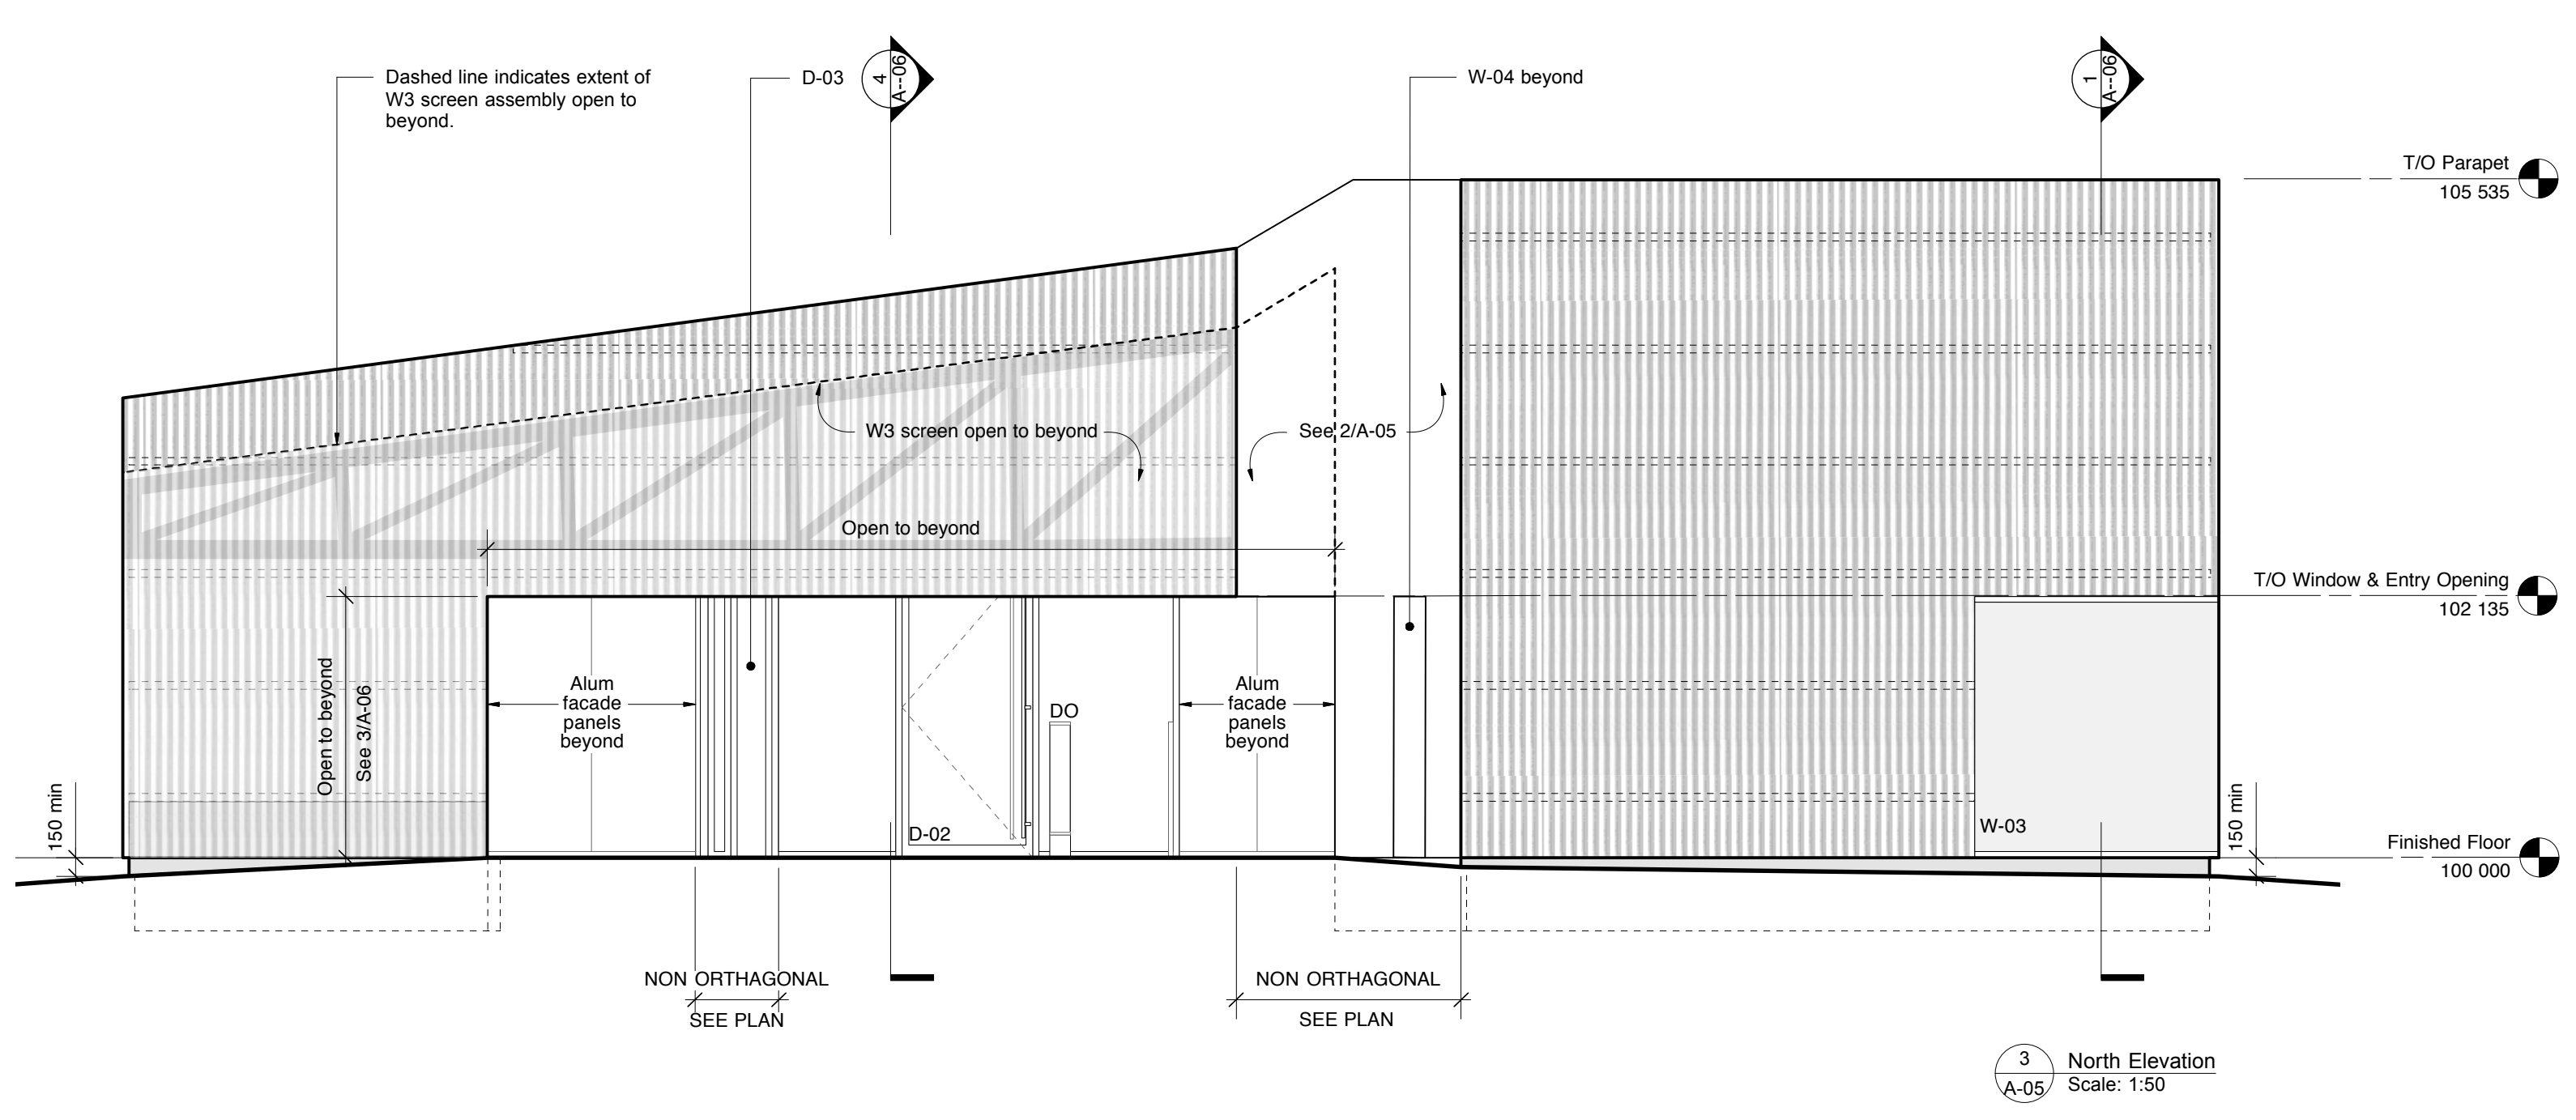 Dashed line indicates extent of
W3 screen assembly open to
beyond.
D-03
4
A--06
W-04 beyond
1
A--06
T/O Parapet
105 535
W3 screen open to beyond
See 2/A-05
Open to beyond
T/O Window & Entry Opening
102 135
Open to beyond
See 3/A-06
Alum
facade
panels
beyond
D-02
DO
Alum
facade
panels
beyond
W-03
150 min
150 min
Finished Floor
100 000
NON ORTHAGONAL
SEE PLAN
NON ORTHAGONAL
SEE PLAN
3
A-05
North Elevation
Scale: 1:50